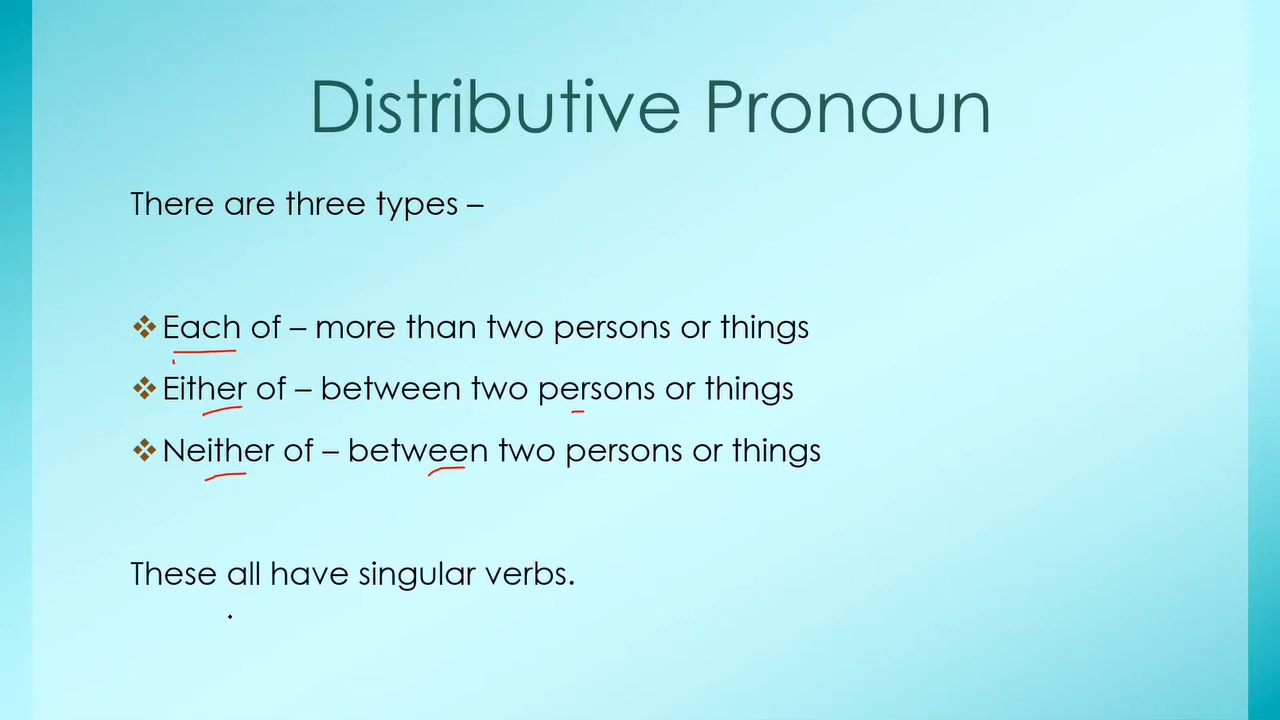 Distributive Pronoun
There are three types –
Each of – more than two persons or things
Either of – between two persons or things
Neither of – between two persons or things
These all have singular verbs.